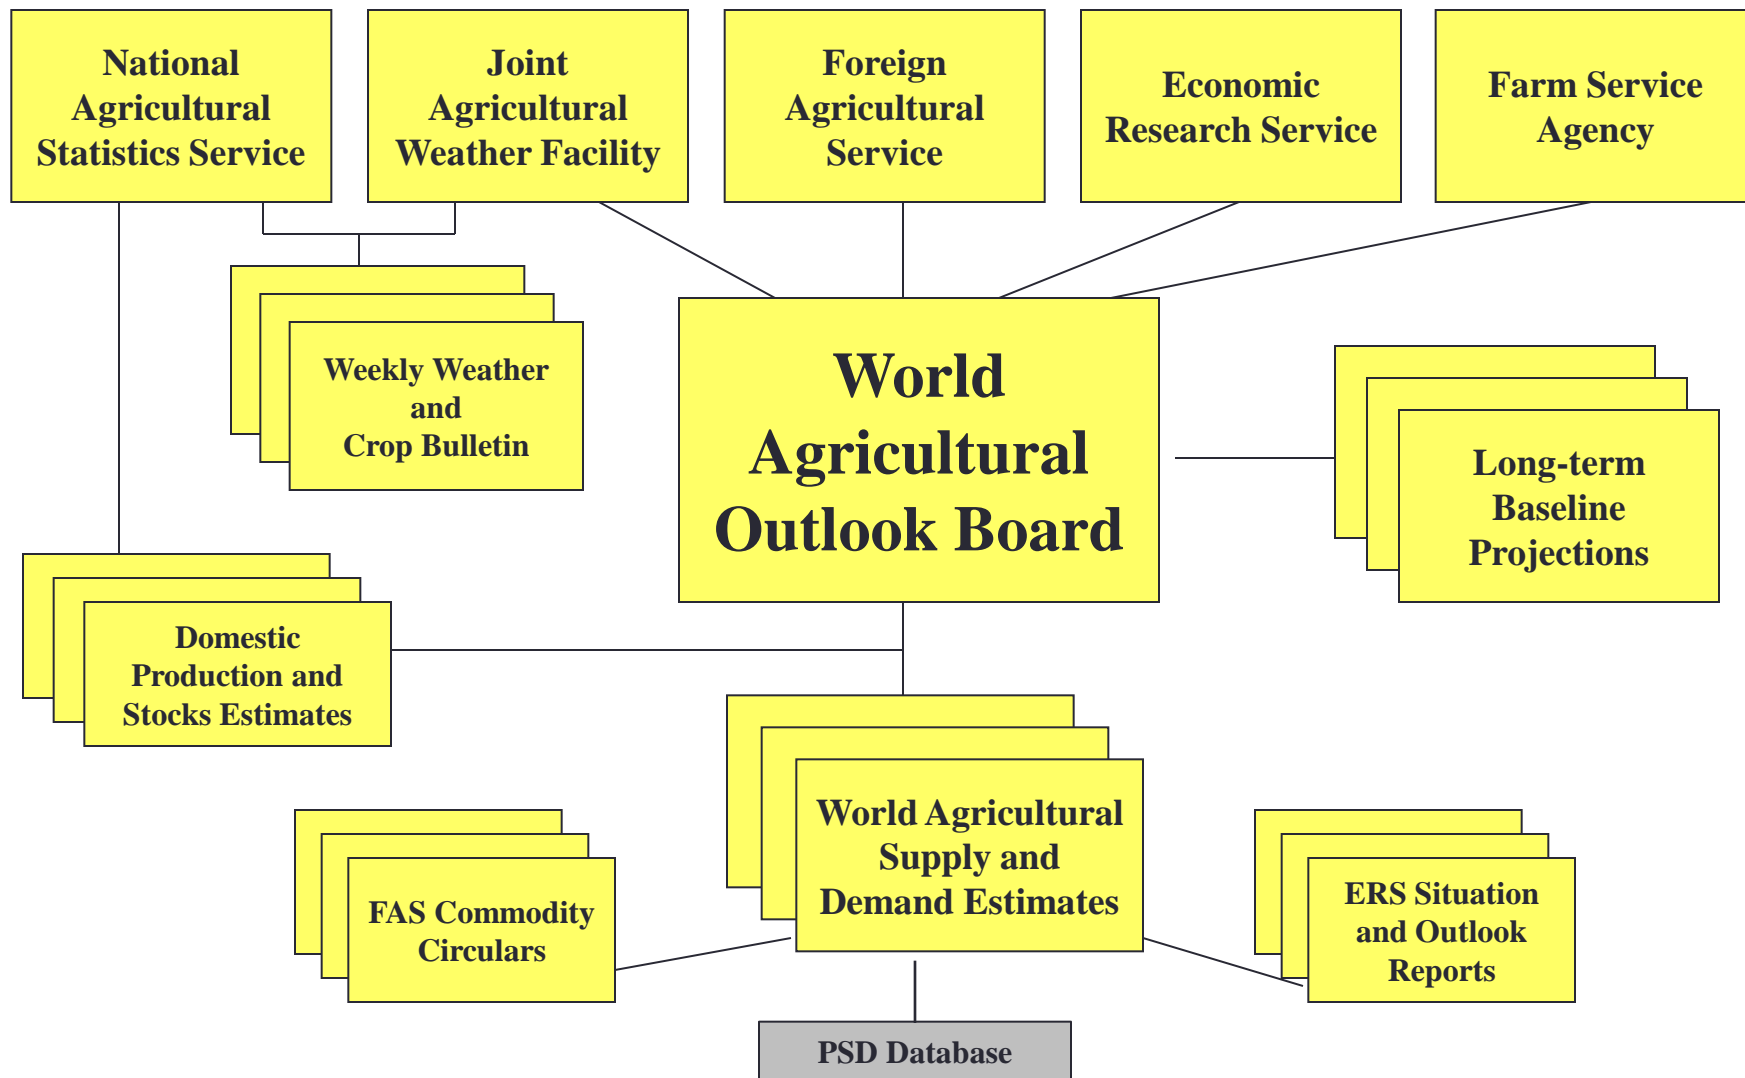 National
Agricultural
Statistics Service
Joint
Agricultural
Weather Facility
Foreign
Agricultural
Service
Economic
Research Service
Farm Service
Agency
Weekly Weather
and
Crop Bulletin
World
Agricultural
Outlook Board
Long-term
Baseline
Projections
Domestic
Production and
Stocks Estimates
World Agricultural
Supply and
Demand Estimates
FAS Commodity
Circulars
ERS Situation
and Outlook
Reports
PSD Database